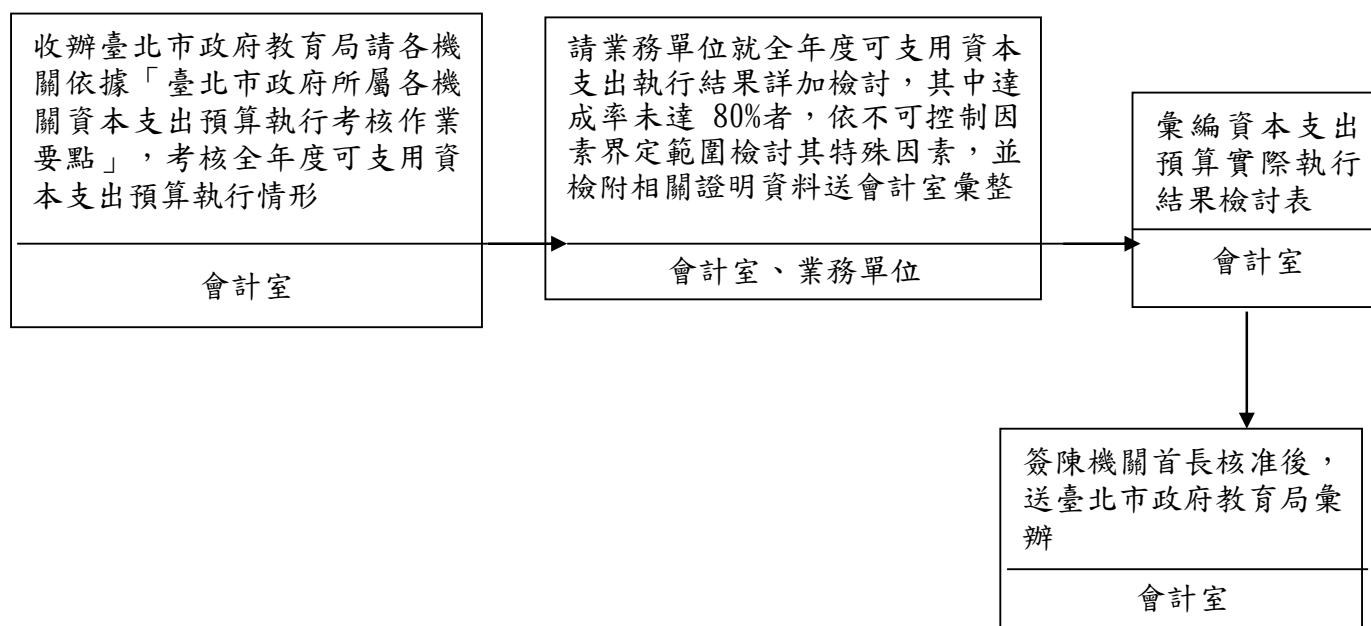 收辦臺北市政府教育局請各機
關依據「臺北市政府所屬各機
關資本支出預算執行考核作業
要點」，考核全年度可支用資
本支出預算執行情形
會計室
請業務單位就全年度可支用資本
支出執行結果詳加檢討，其中達
成率未達 80%者，依不可控制因
素界定範圍檢討其特殊因素，並
檢附相關證明資料送會計室彙整
會計室、業務單位
彙編資本支出
預算實際執行
結果檢討表
會計室
簽陳機關首長核准後，
送臺北市政府教育局彙
辦
會計室